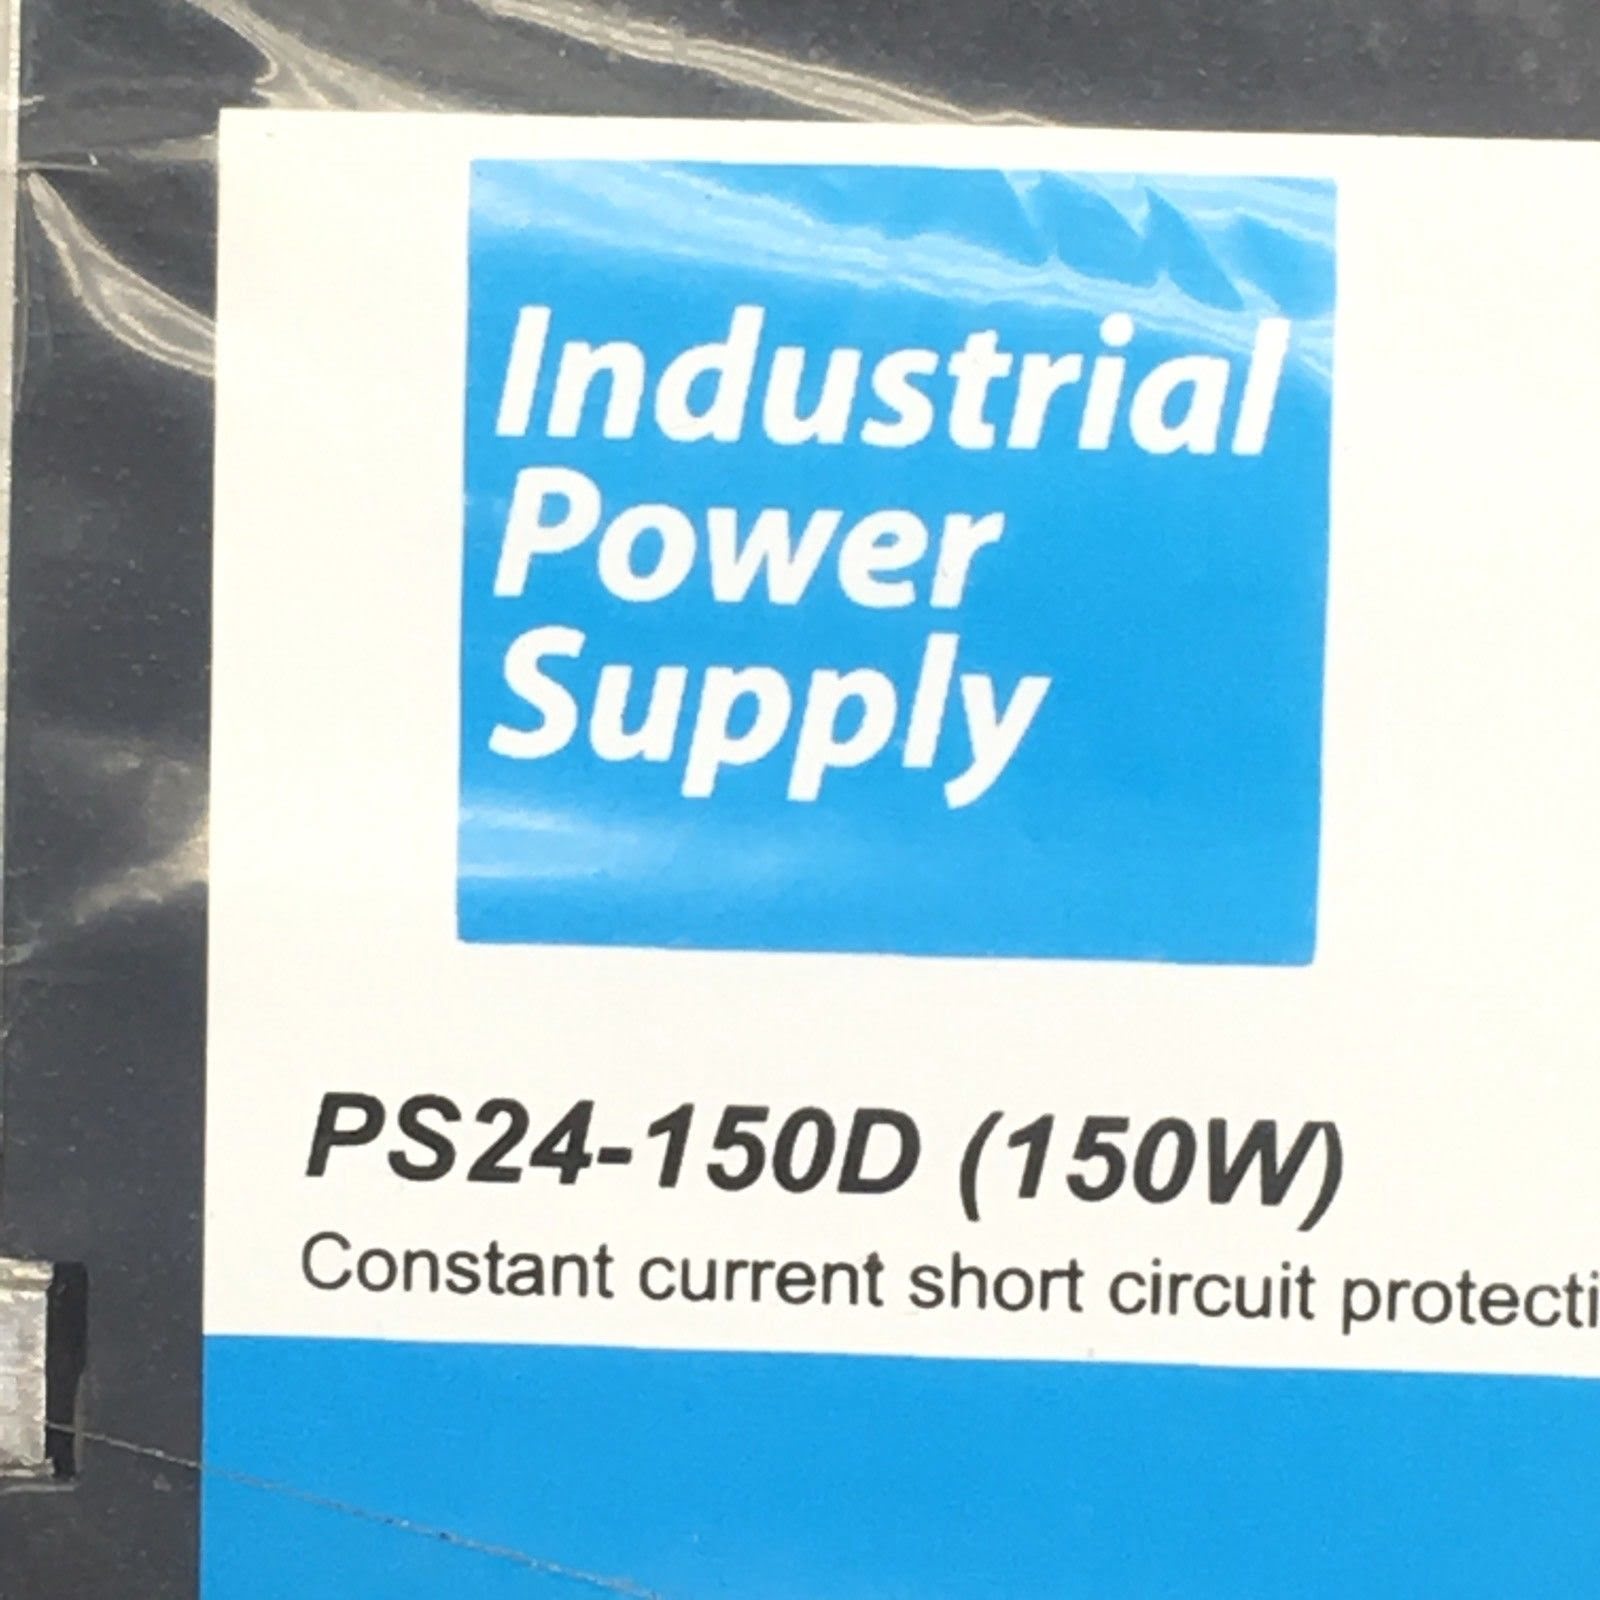 Industrial
Power
Supply
PS24-150D (150W)
Constant current short circuit protecti